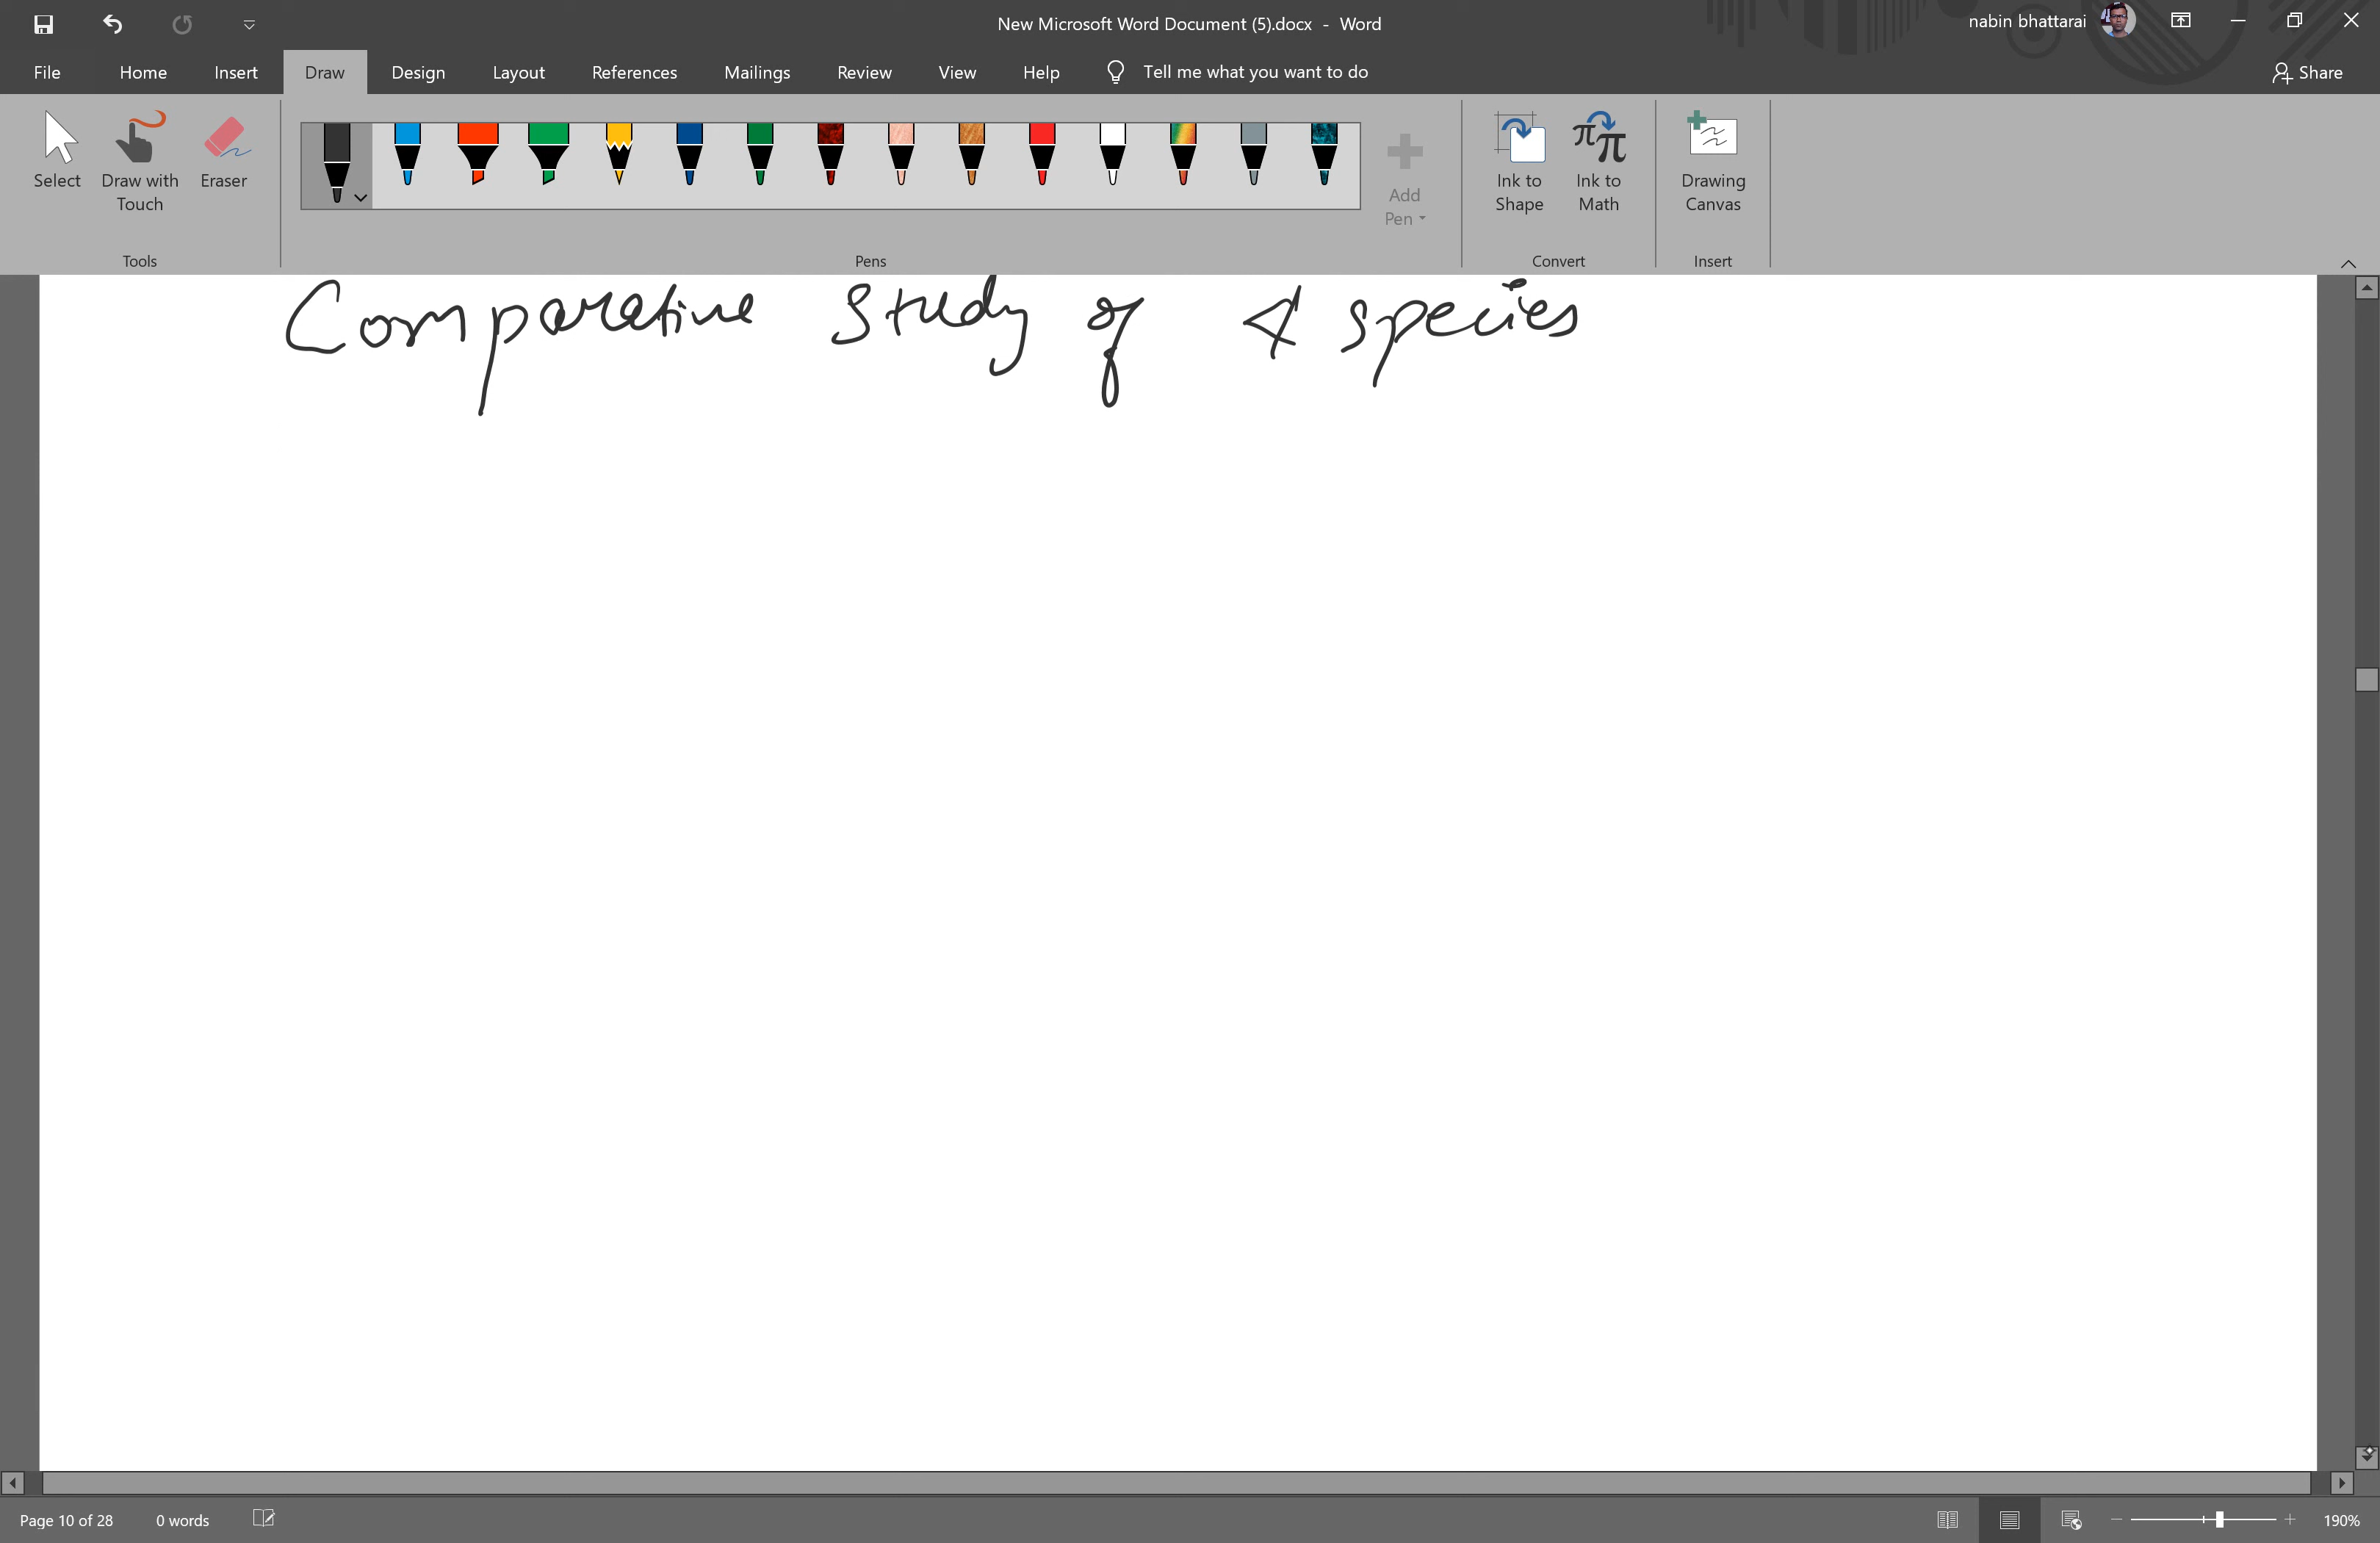 New Microsoft Word Document (5).docx - Word
nabin bhattarai
File Home Insert Draw Design Layout References Mailings Review View Help Tell me what you want to do Share
Select Draw with Touch Eraser
Add Pen
Ink to Shape Ink to Math
Drawing Canvas
Tools Pens Convert Insert
Comparative Study of 4 species
Page 10 of 28 0 words 190%